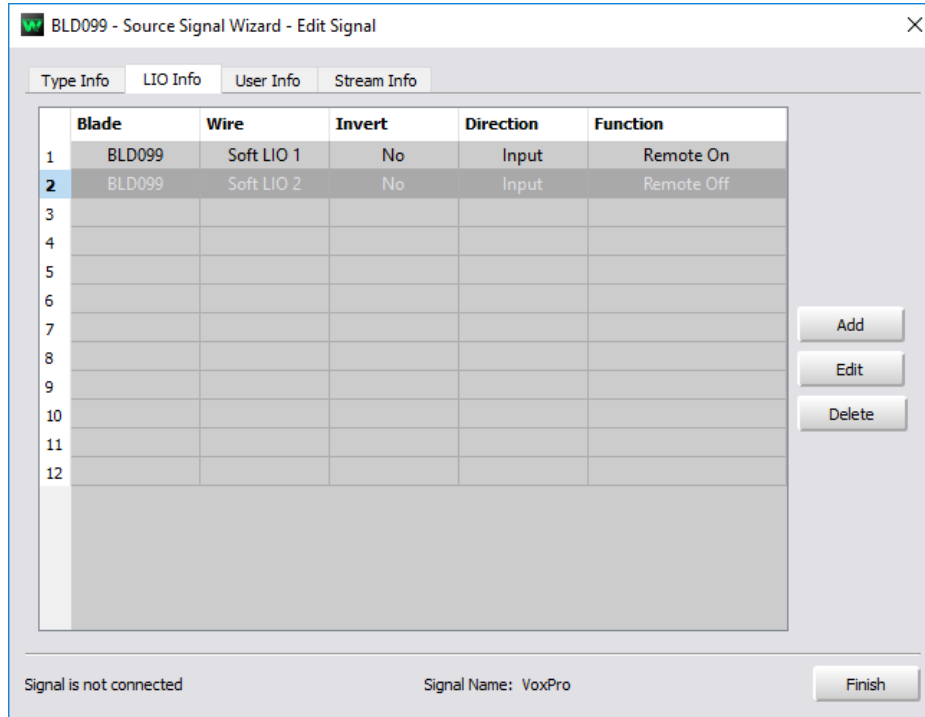 BLD099 - Source Signal Wizard - Edit Signal
Type Info LIO Info User Info Stream Info
Blade Wire Invert Direction Function
1 BLD099 Soft LIO 1 No Input Remote On
2 BLD099 Soft LIO 2 No Input Remote Off
3
4
5
6
7
8
9
10
11
12
Add
Edit
Delete
Signal is not connected Signal Name: VoxPro Finish